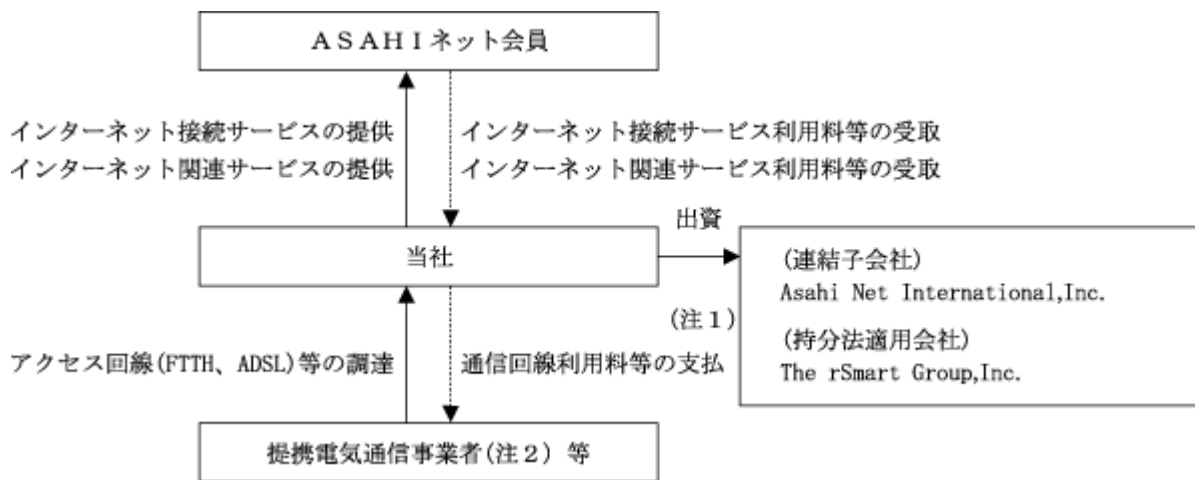 ＡＳＡＨＩネット会員
インターネット接続サービスの提供
インターネット関連サービスの提供
インターネット接続サービス利用料等の受取
インターネット関連サービス利用料等の受取
当社
出資
(注１)
(連結子会社)
Asahi Net International,Inc.
(持分法適用会社)
The rSmart Group,Inc.
アクセス回線(FTTH、ADSL)等の調達
通信回線利用料等の支払
提携電気通信事業者(注２) 等